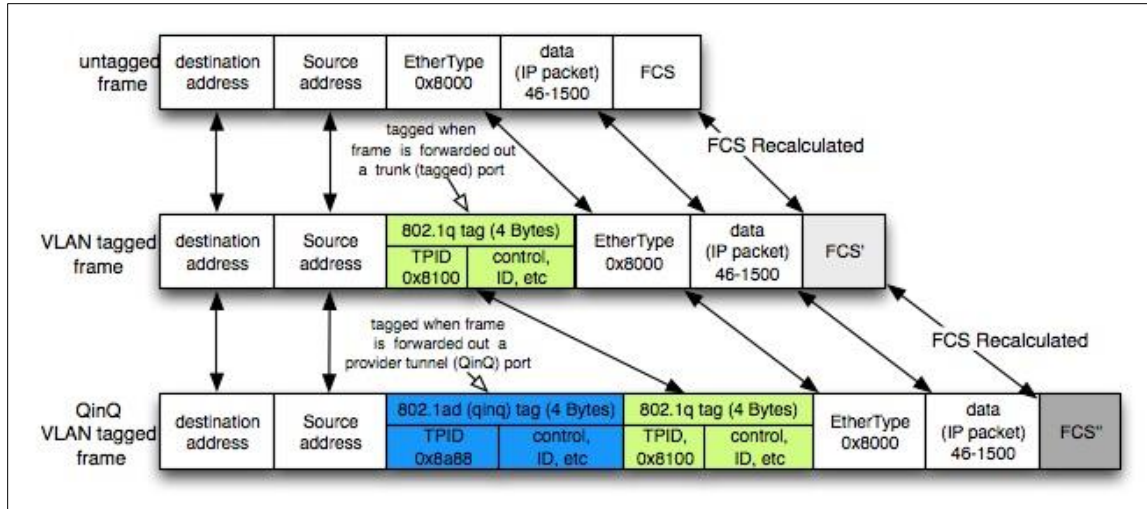 untagged
frame
destination
address
Source
address
EtherType
0x8000
data
(IP packet)
46-1500
FCS
tagged when
frame is forwarded out
a trunk (tagged) port
FCS Recalculated
VLAN tagged
frame
destination
address
Source
address
802.1q tag (4 Bytes)
TPID
0x8100
control,
ID, etc
EtherType
0x8000
data
(IP packet)
46-1500
FCS'
tagged when frame
is forwarded out a
provider tunnel (QinQ) port
FCS Recalculated
QinQ
VLAN tagged
frame
destination
address
Source
address
802.1ad (qinq) tag (4 Bytes)
TPID
0x8a88
control,
ID, etc
802.1q tag (4 Bytes)
TPID,
0x8100
control,
ID, etc
EtherType
0x8000
data
(IP packet)
46-1500
FCS"